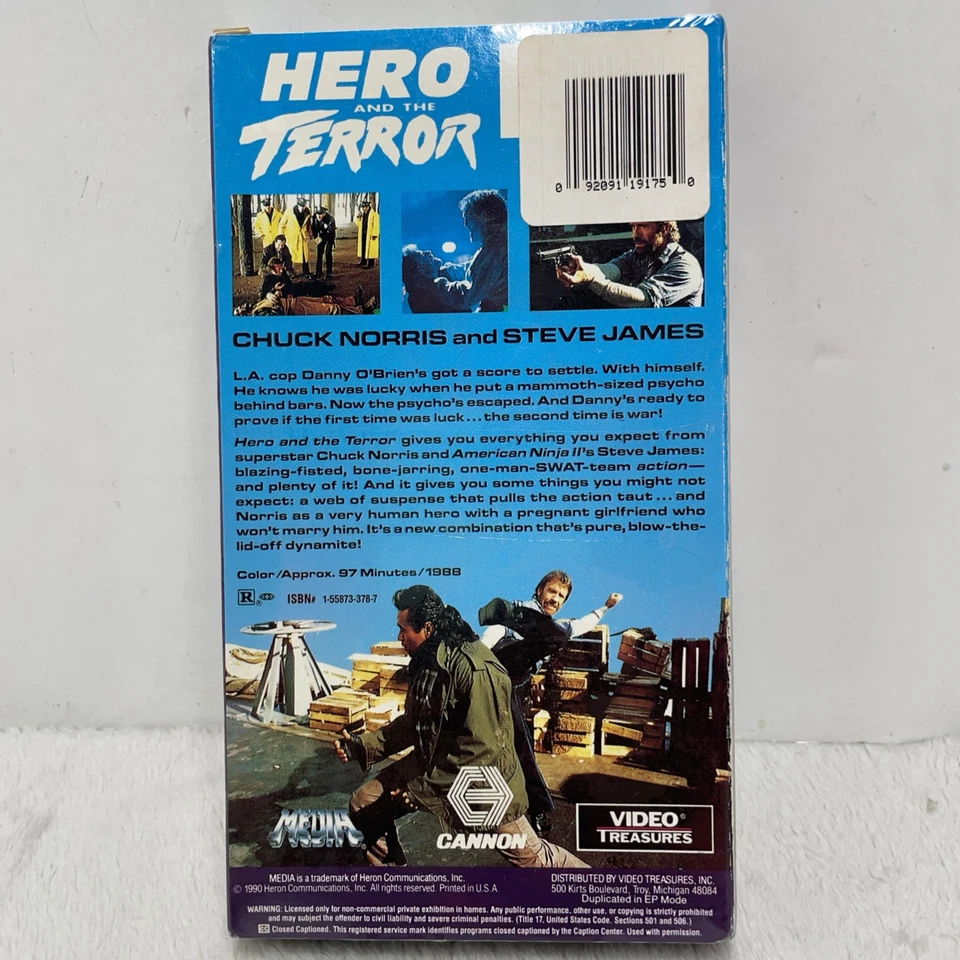 HERO
AND THE
TERROR
0 92091 19175 0
CHUCK NORRIS and STEVE JAMES
L.A. cop Danny O'Brien's got a score to settle. With himself.
He knows he was lucky when he put a mammoth-sized psycho
behind bars. Now the psycho's escaped. And Danny's ready to
prove if the first time was luck...the second time is war!
Hero and the Terror gives you everything you expect from
superstar Chuck Norris and American Ninja II's Steve James:
blazing-fisted, bone-jarring, one-man-SWAT-team action—
and plenty of it! And it gives you some things you might not
expect: a web of suspense that pulls the action taut...and
Norris as a very human hero with a pregnant girlfriend who
won't marry him. It's a new combination that's pure, blow-the-
lid-off dynamite!
Color/Approx. 97 Minutes/1988
R ® ISBN# 1-55873-378-7
MEDIA®
CANNON
VIDEO®
TREASURES
MEDIA is a trademark of Heron Communications, Inc.
© 1990 Heron Communications, Inc. All rights reserved. Printed in U.S.A.
DISTRIBUTED BY VIDEO TREASURES, INC.
500 Kirts Boulevard, Troy, Michigan 48084
Duplicated in EP Mode
WARNING: Licensed only for non-commercial private exhibition in homes. Any public performance, other use, or copying is strictly prohibited
and may subject the offender to civil liability and severe criminal penalties. (Title 17, United States Code, Sections 501 and 506.)
CC Closed Captioned. This registered service mark identifies programs closed captioned by the Caption Center. Used with permission.